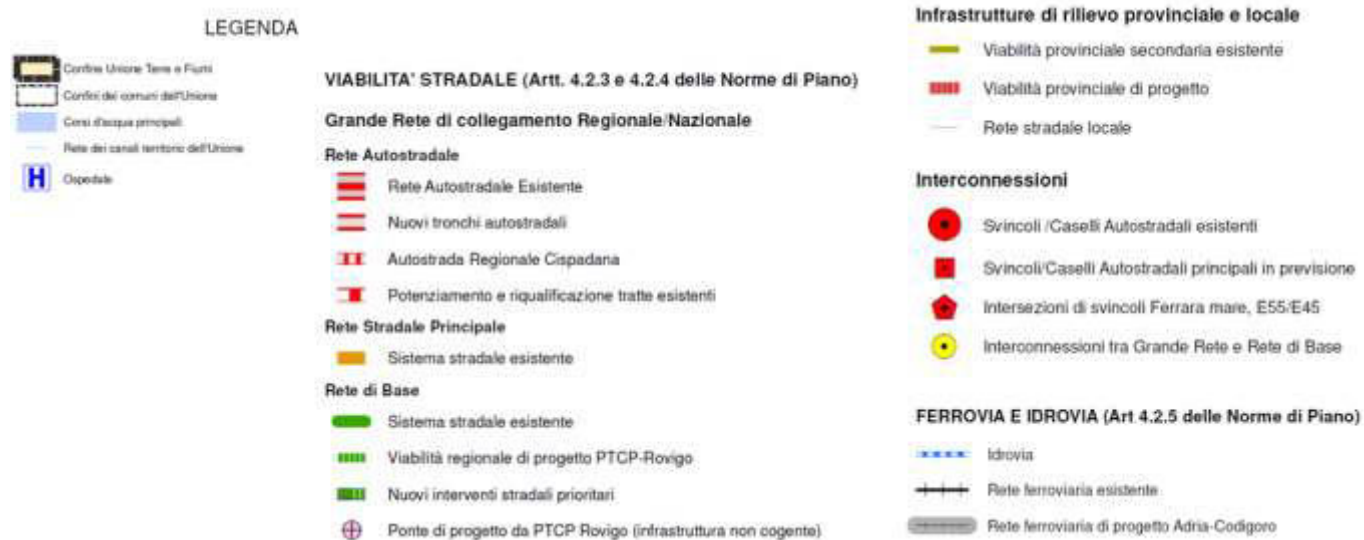 LEGENDA
Confine Unione Terre e Fiumi
Confini dei comuni dell'Unione
Corsi d'acqua principali
Rete dei canali territorio dell'Unione
H
Ospedale
VIABILITA' STRADALE (Artt. 4.2.3 e 4.2.4 delle Norme di Piano)
Grande Rete di collegamento Regionale/Nazionale
Rete Autostradale
Rete Autostradale Esistente
Nuovi tronchi autostradali
Autostrada Regionale Cispadana
Potenziamento e riqualificazione tratte esistenti
Rete Stradale Principale
Sistema stradale esistente
Rete di Base
Sistema stradale esistente
Viabilità regionale di progetto PTCP-Rovigo
Nuovi interventi stradali prioritari
Ponte di progetto da PTCP Rovigo (infrastruttura non cogente)
Infrastrutture di rilievo provinciale e locale
Viabilità provinciale secondaria esistente
Viabilità provinciale di progetto
Rete stradale locale
Interconnessioni
Svincoli /Caselli Autostradali esistenti
Svincoli/Caselli Autostradali principali in previsione
Intersezioni di svincoli Ferrara mare, E55/E45
Interconnessioni tra Grande Rete e Rete di Base
FERROVIA E IDROVIA (Art 4.2.5 delle Norme di Piano)
Idrovia
Rete ferroviaria esistente
Rete ferroviaria di progetto Adria-Codigoro